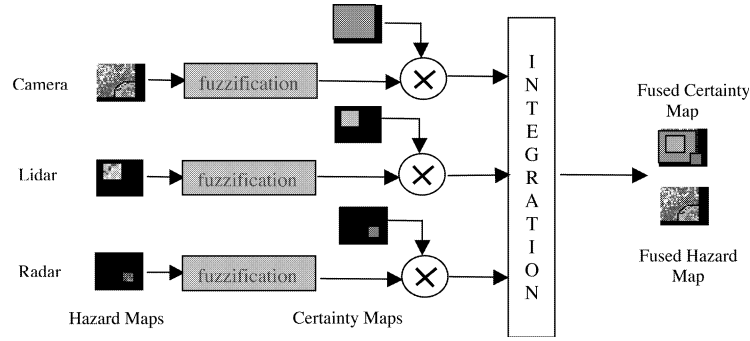 Camera
fuzzification
Lidar
fuzzification
Radar
fuzzification
Hazard Maps
Certainty Maps
INTEGRATION
Fused Certainty
Map
Fused Hazard
Map